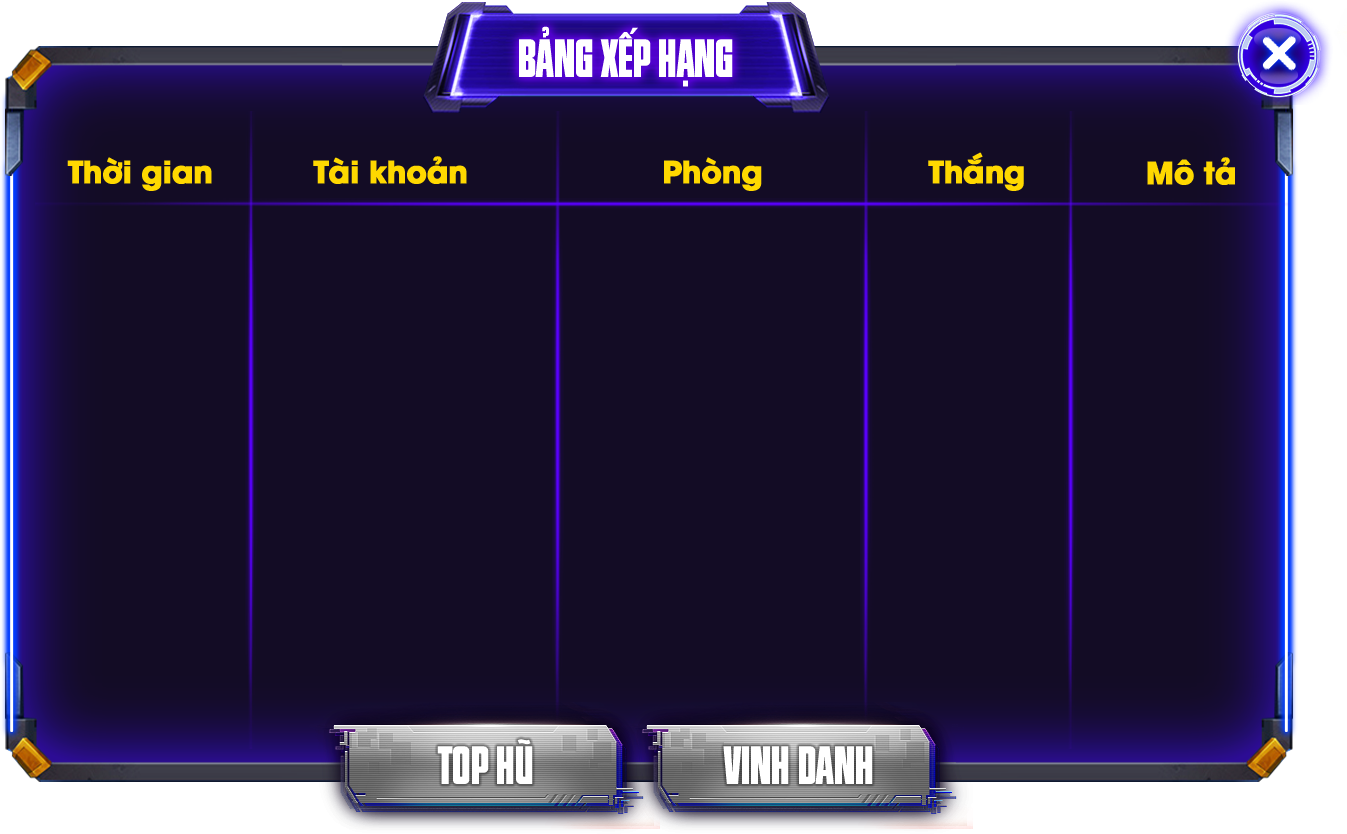 BẢNG XẾP HẠNG
Thời gian Tài khoản Phòng Thắng Mô tả
TOP HŨ VINH DANH